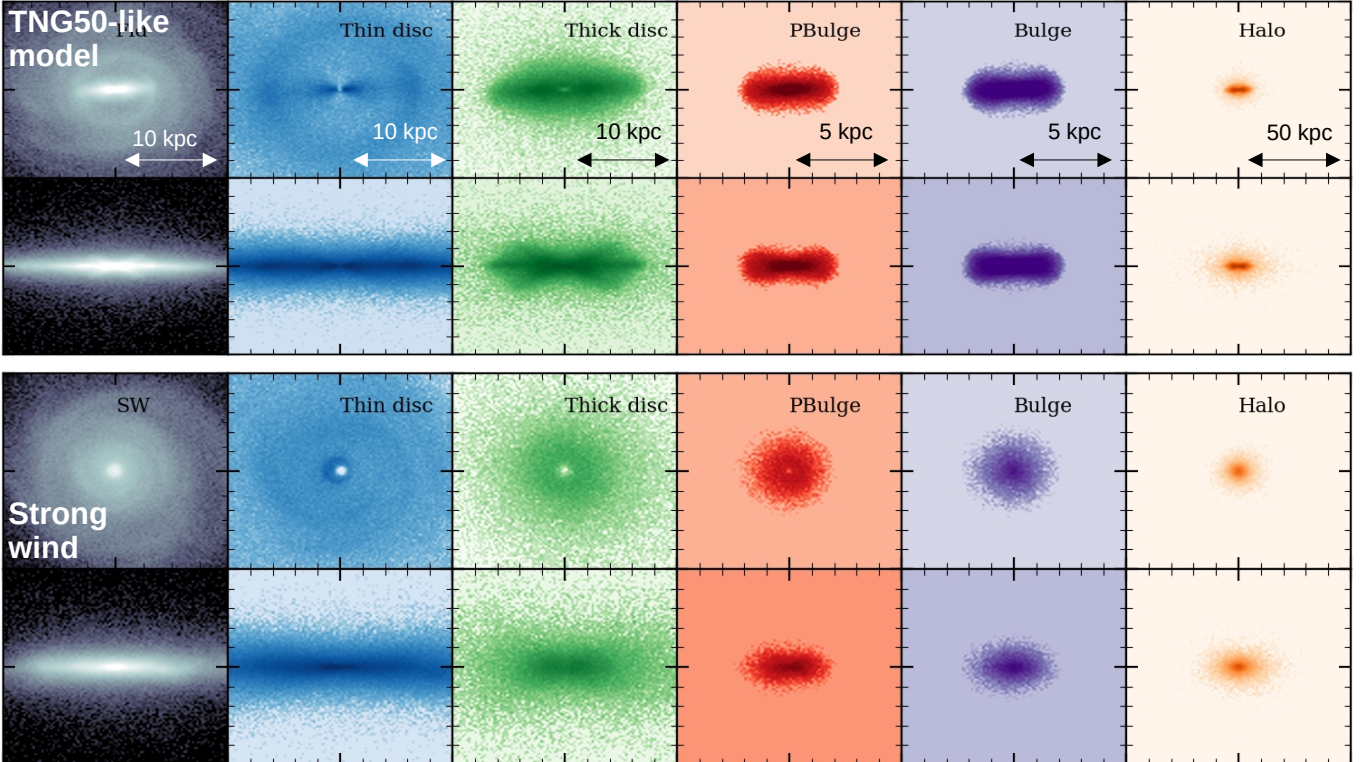 TNG50-like
model
Fid
Thin disc
Thick disc
PBulge
Bulge
Halo
10 kpc
10 kpc
10 kpc
5 kpc
5 kpc
50 kpc
SW
Thin disc
Thick disc
PBulge
Bulge
Halo
Strong
wind